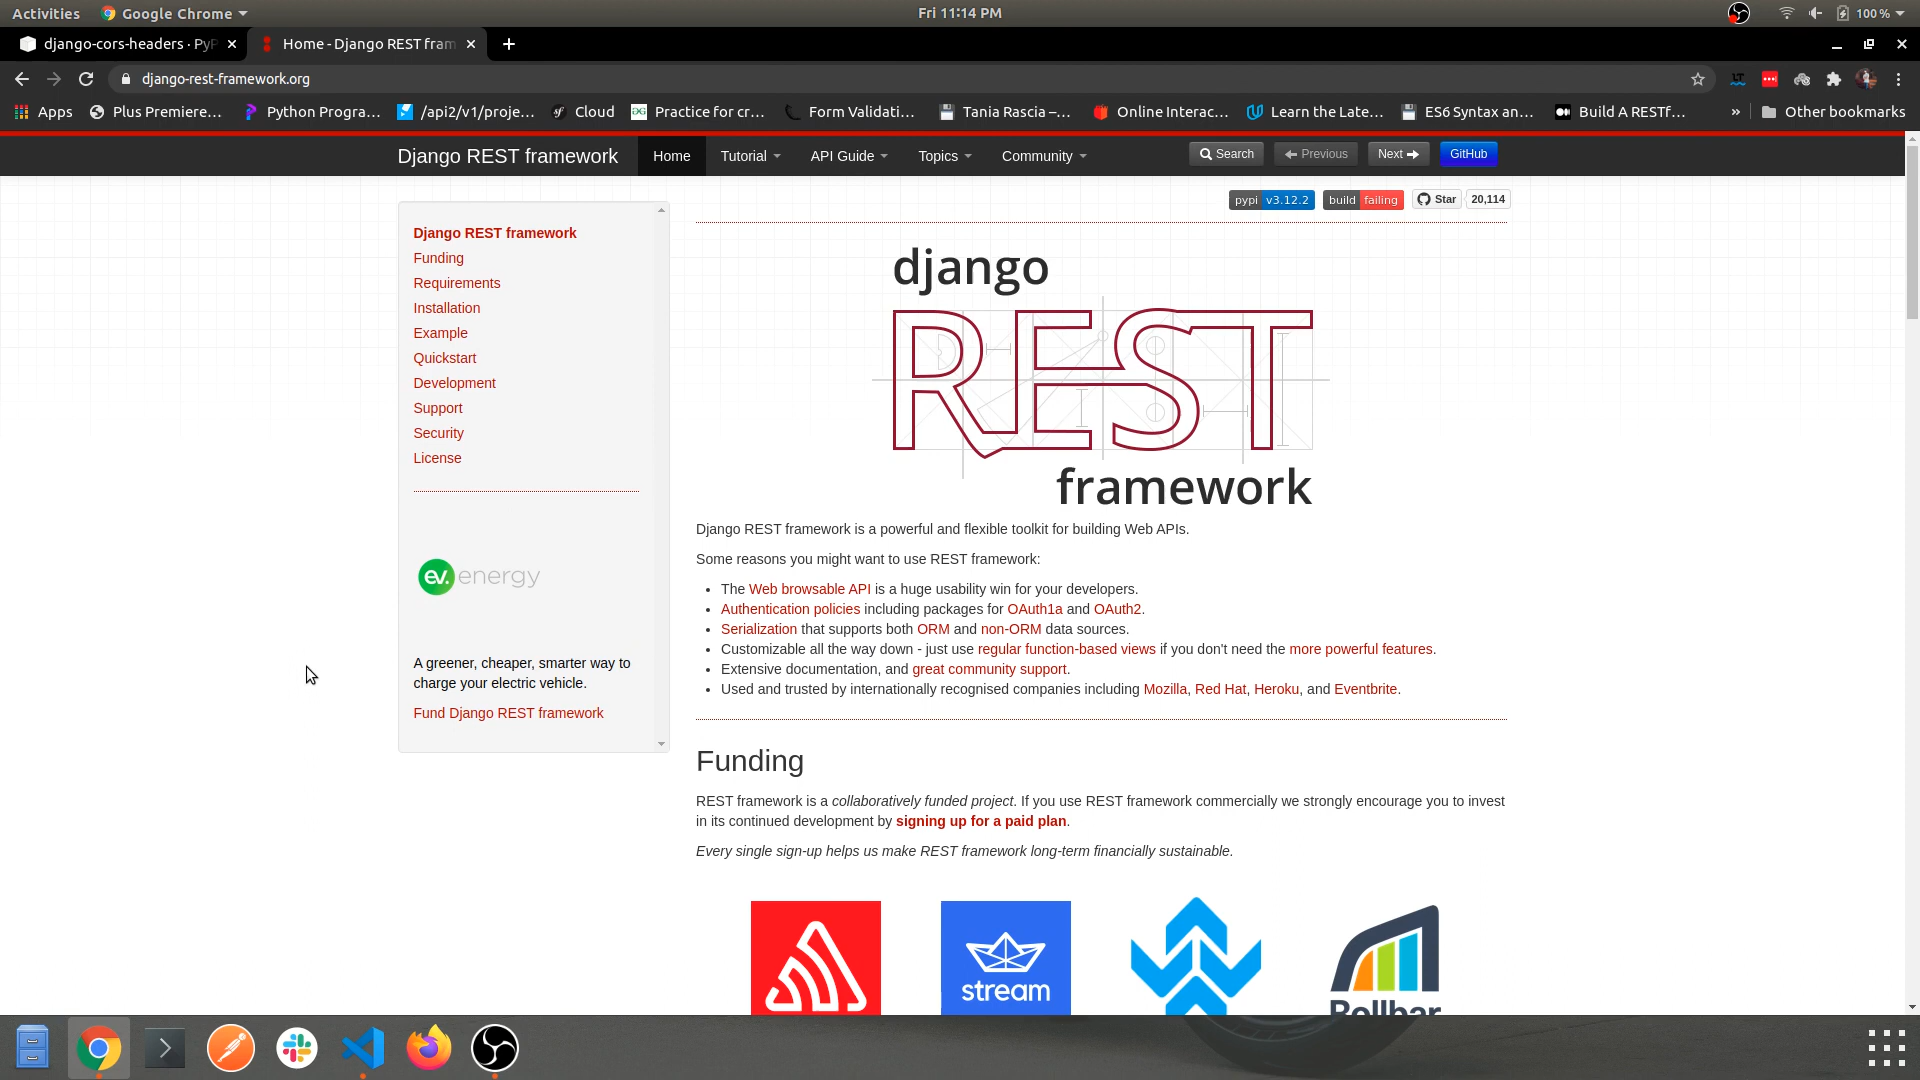 Activities
Google Chrome
Fri 11:14 PM
100 %
django-cors-headers · PyP
Home - Django REST fram
django-rest-framework.org
Apps
Plus Premiere...
Python Progra...
/api2/v1/proje...
Cloud
Practice for cr...
Form Validati...
Tania Rascia –...
Online Interac...
Learn the Late...
ES6 Syntax an...
Build A RESTf...
»
Other bookmarks
Django REST framework
Home
Tutorial
API Guide
Topics
Community
Search
Previous
Next
GitHub
pypi v3.12.2
build failing
Star
20,114
Django REST framework
Funding
Requirements
Installation
Example
Quickstart
Development
Support
Security
License
ev.energy
A greener, cheaper, smarter way to
charge your electric vehicle.
Fund Django REST framework
django
REST
framework
Django REST framework is a powerful and flexible toolkit for building Web APIs.
Some reasons you might want to use REST framework:
• The Web browsable API is a huge usability win for your developers.
• Authentication policies including packages for OAuth1a and OAuth2.
• Serialization that supports both ORM and non-ORM data sources.
• Customizable all the way down - just use regular function-based views if you don't need the more powerful features.
• Extensive documentation, and great community support.
• Used and trusted by internationally recognised companies including Mozilla, Red Hat, Heroku, and Eventbrite.
Funding
REST framework is a collaboratively funded project. If you use REST framework commercially we strongly encourage you to invest
in its continued development by signing up for a paid plan.
Every single sign-up helps us make REST framework long-term financially sustainable.
stream
Rollbar